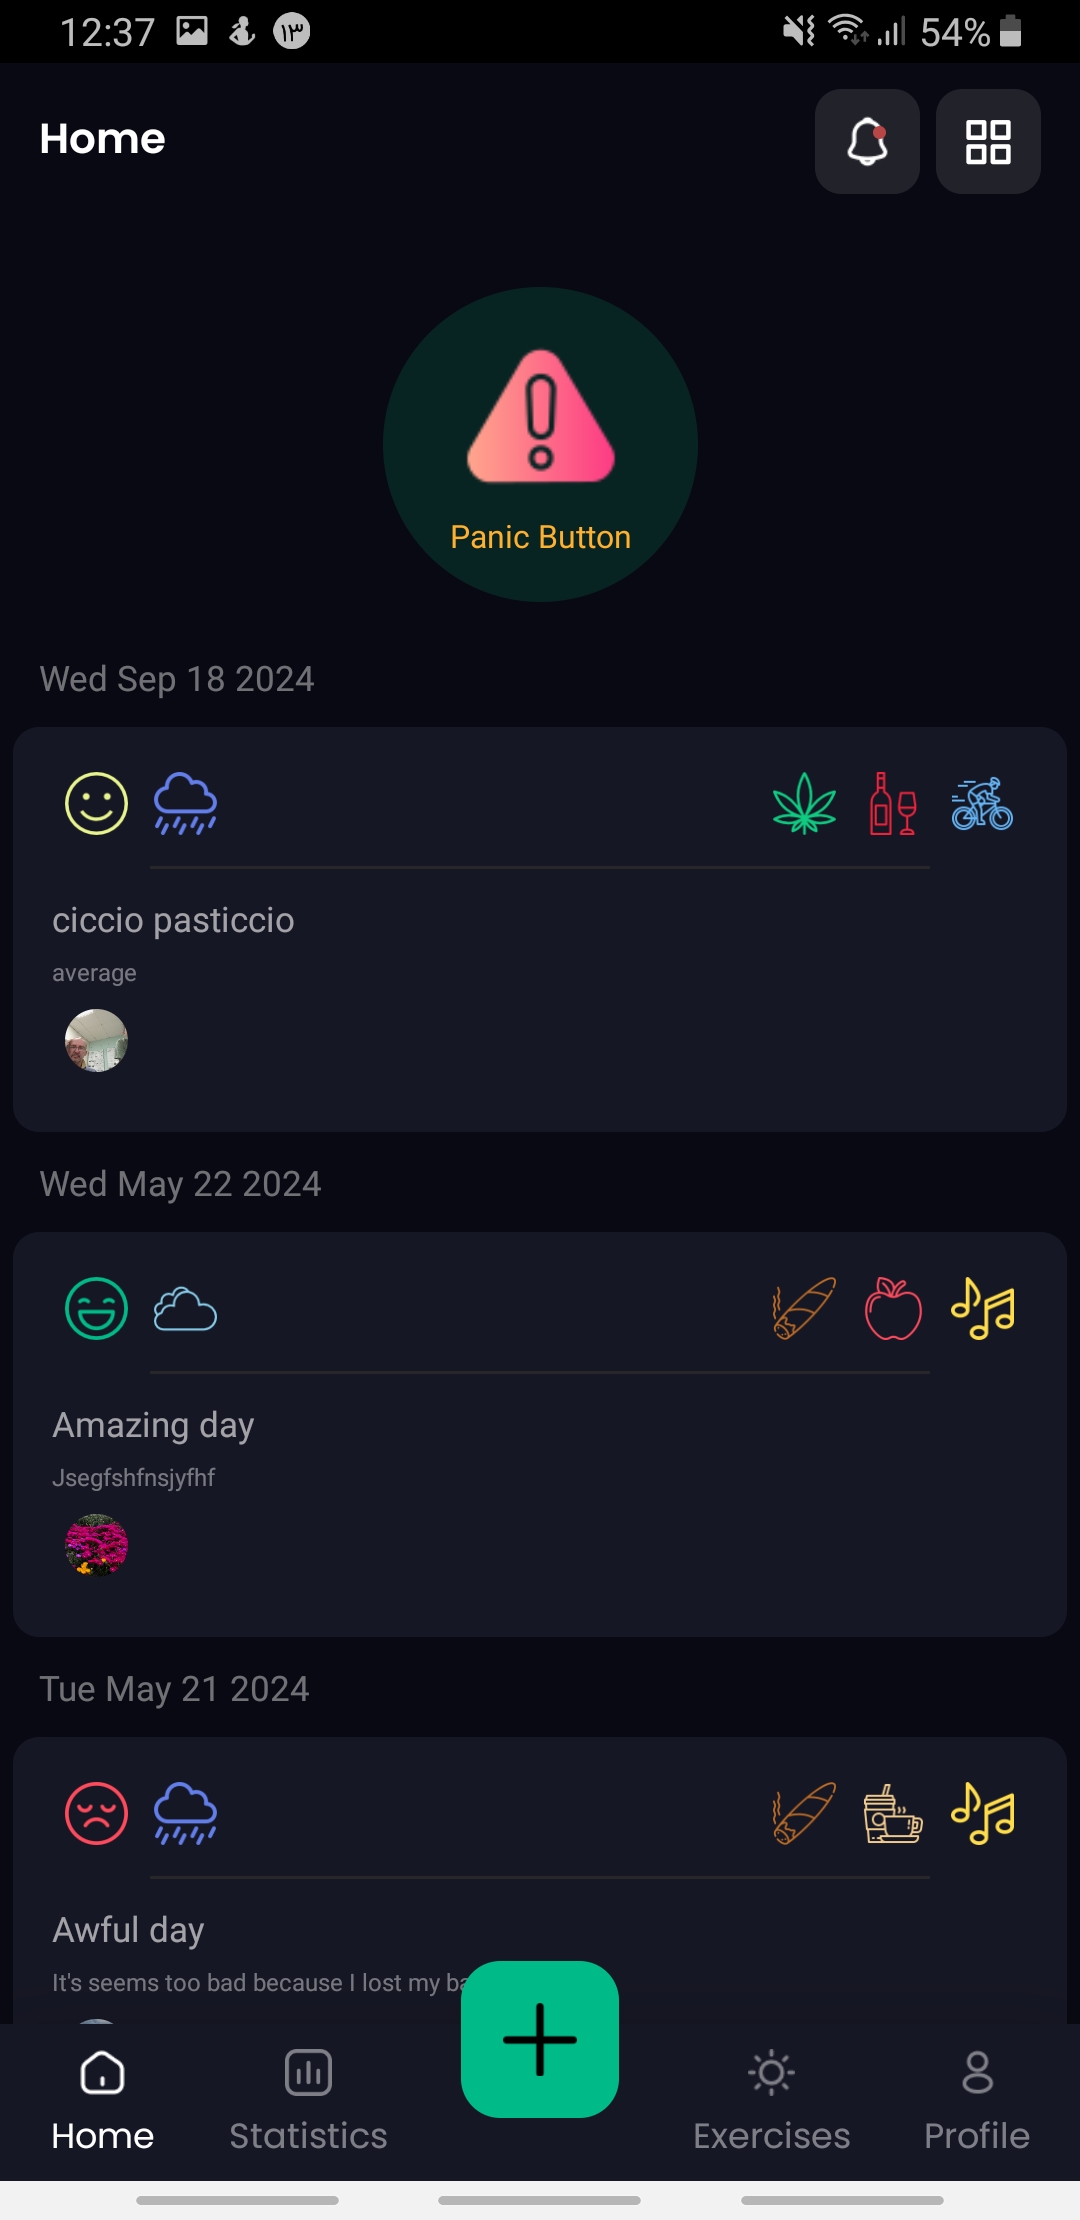 12:37 ١٣ 54%
Home
Panic Button
Wed Sep 18 2024
ciccio pasticcio
average
Wed May 22 2024
Amazing day
Jsegfshfnsjyfhf
Tue May 21 2024
Awful day
It's seems too bad because I lost my
Home Statistics Exercises Profile